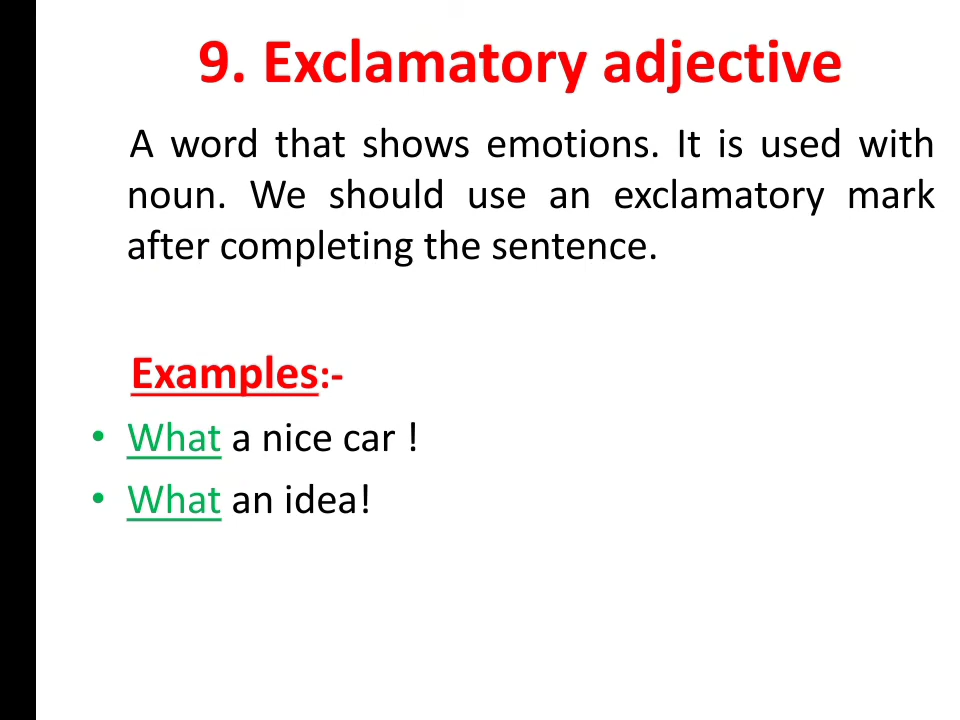 9. Exclamatory adjective
A word that shows emotions. It is used with
noun. We should use an exclamatory mark
after completing the sentence.
Examples:-
• What a nice car !
• What an idea!